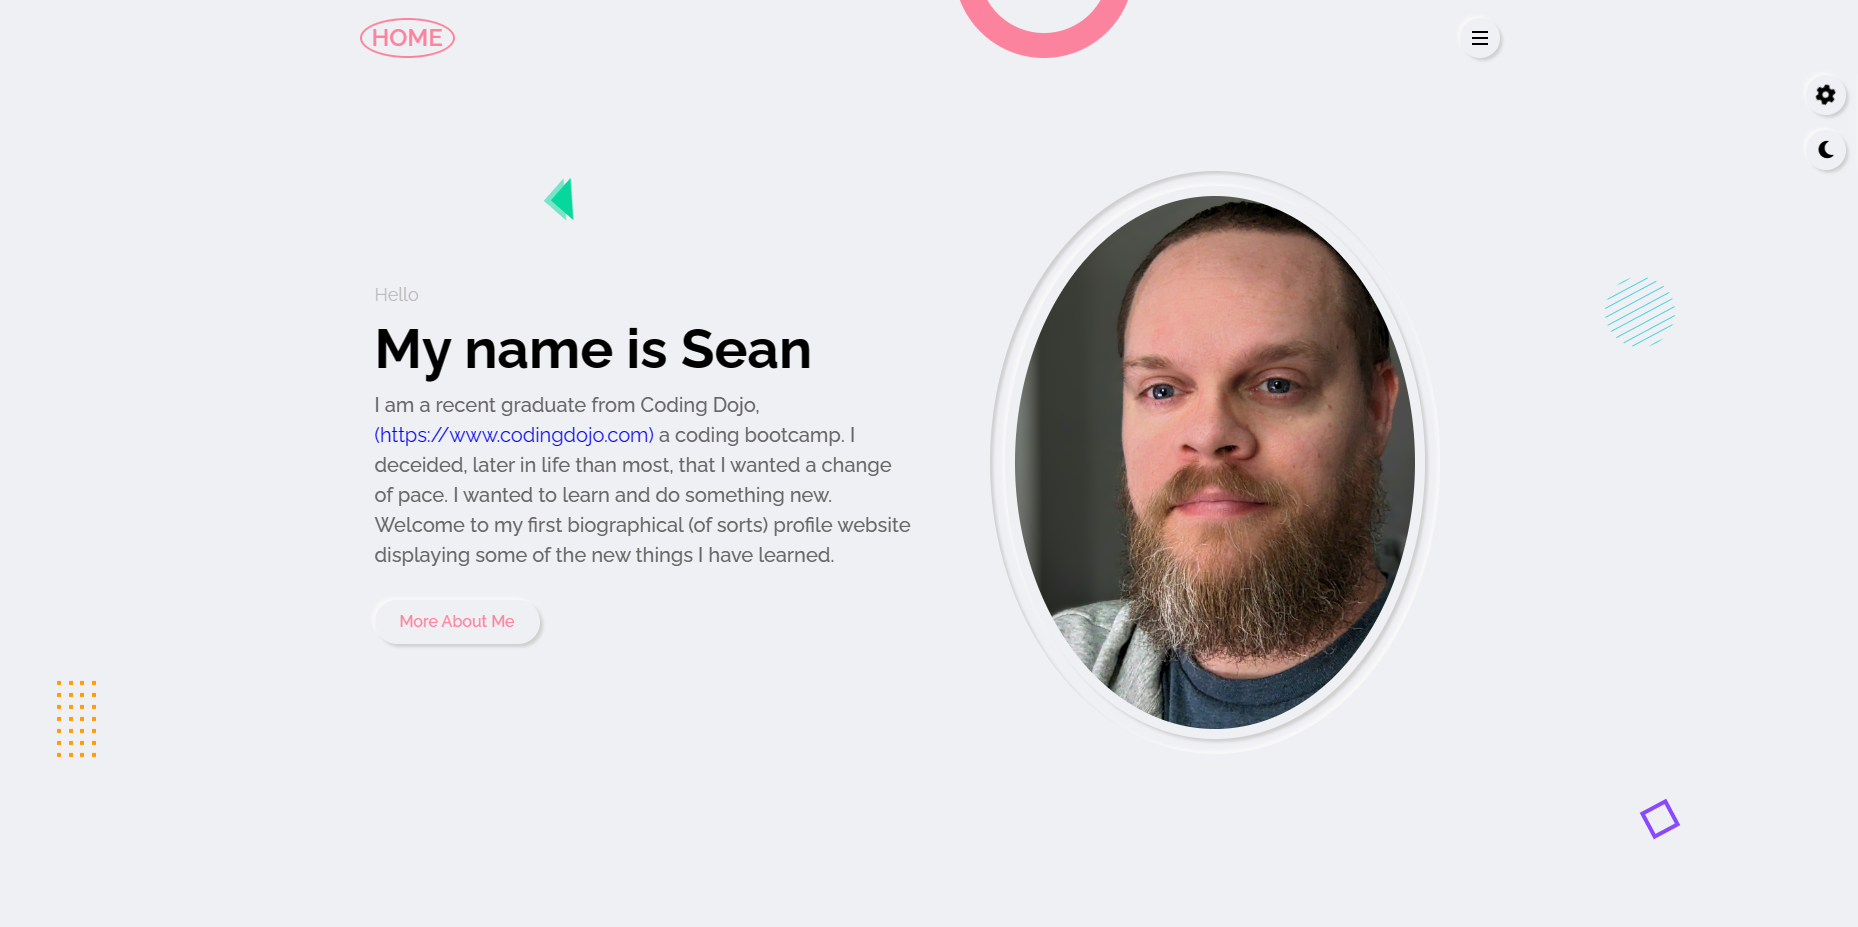 HOME
Hello
My name is Sean
I am a recent graduate from Coding Dojo,
(https://www.codingdojo.com) a coding bootcamp. I
deceided, later in life than most, that I wanted a change
of pace. I wanted to learn and do something new.
Welcome to my first biographical (of sorts) profile website
displaying some of the new things I have learned.
More About Me